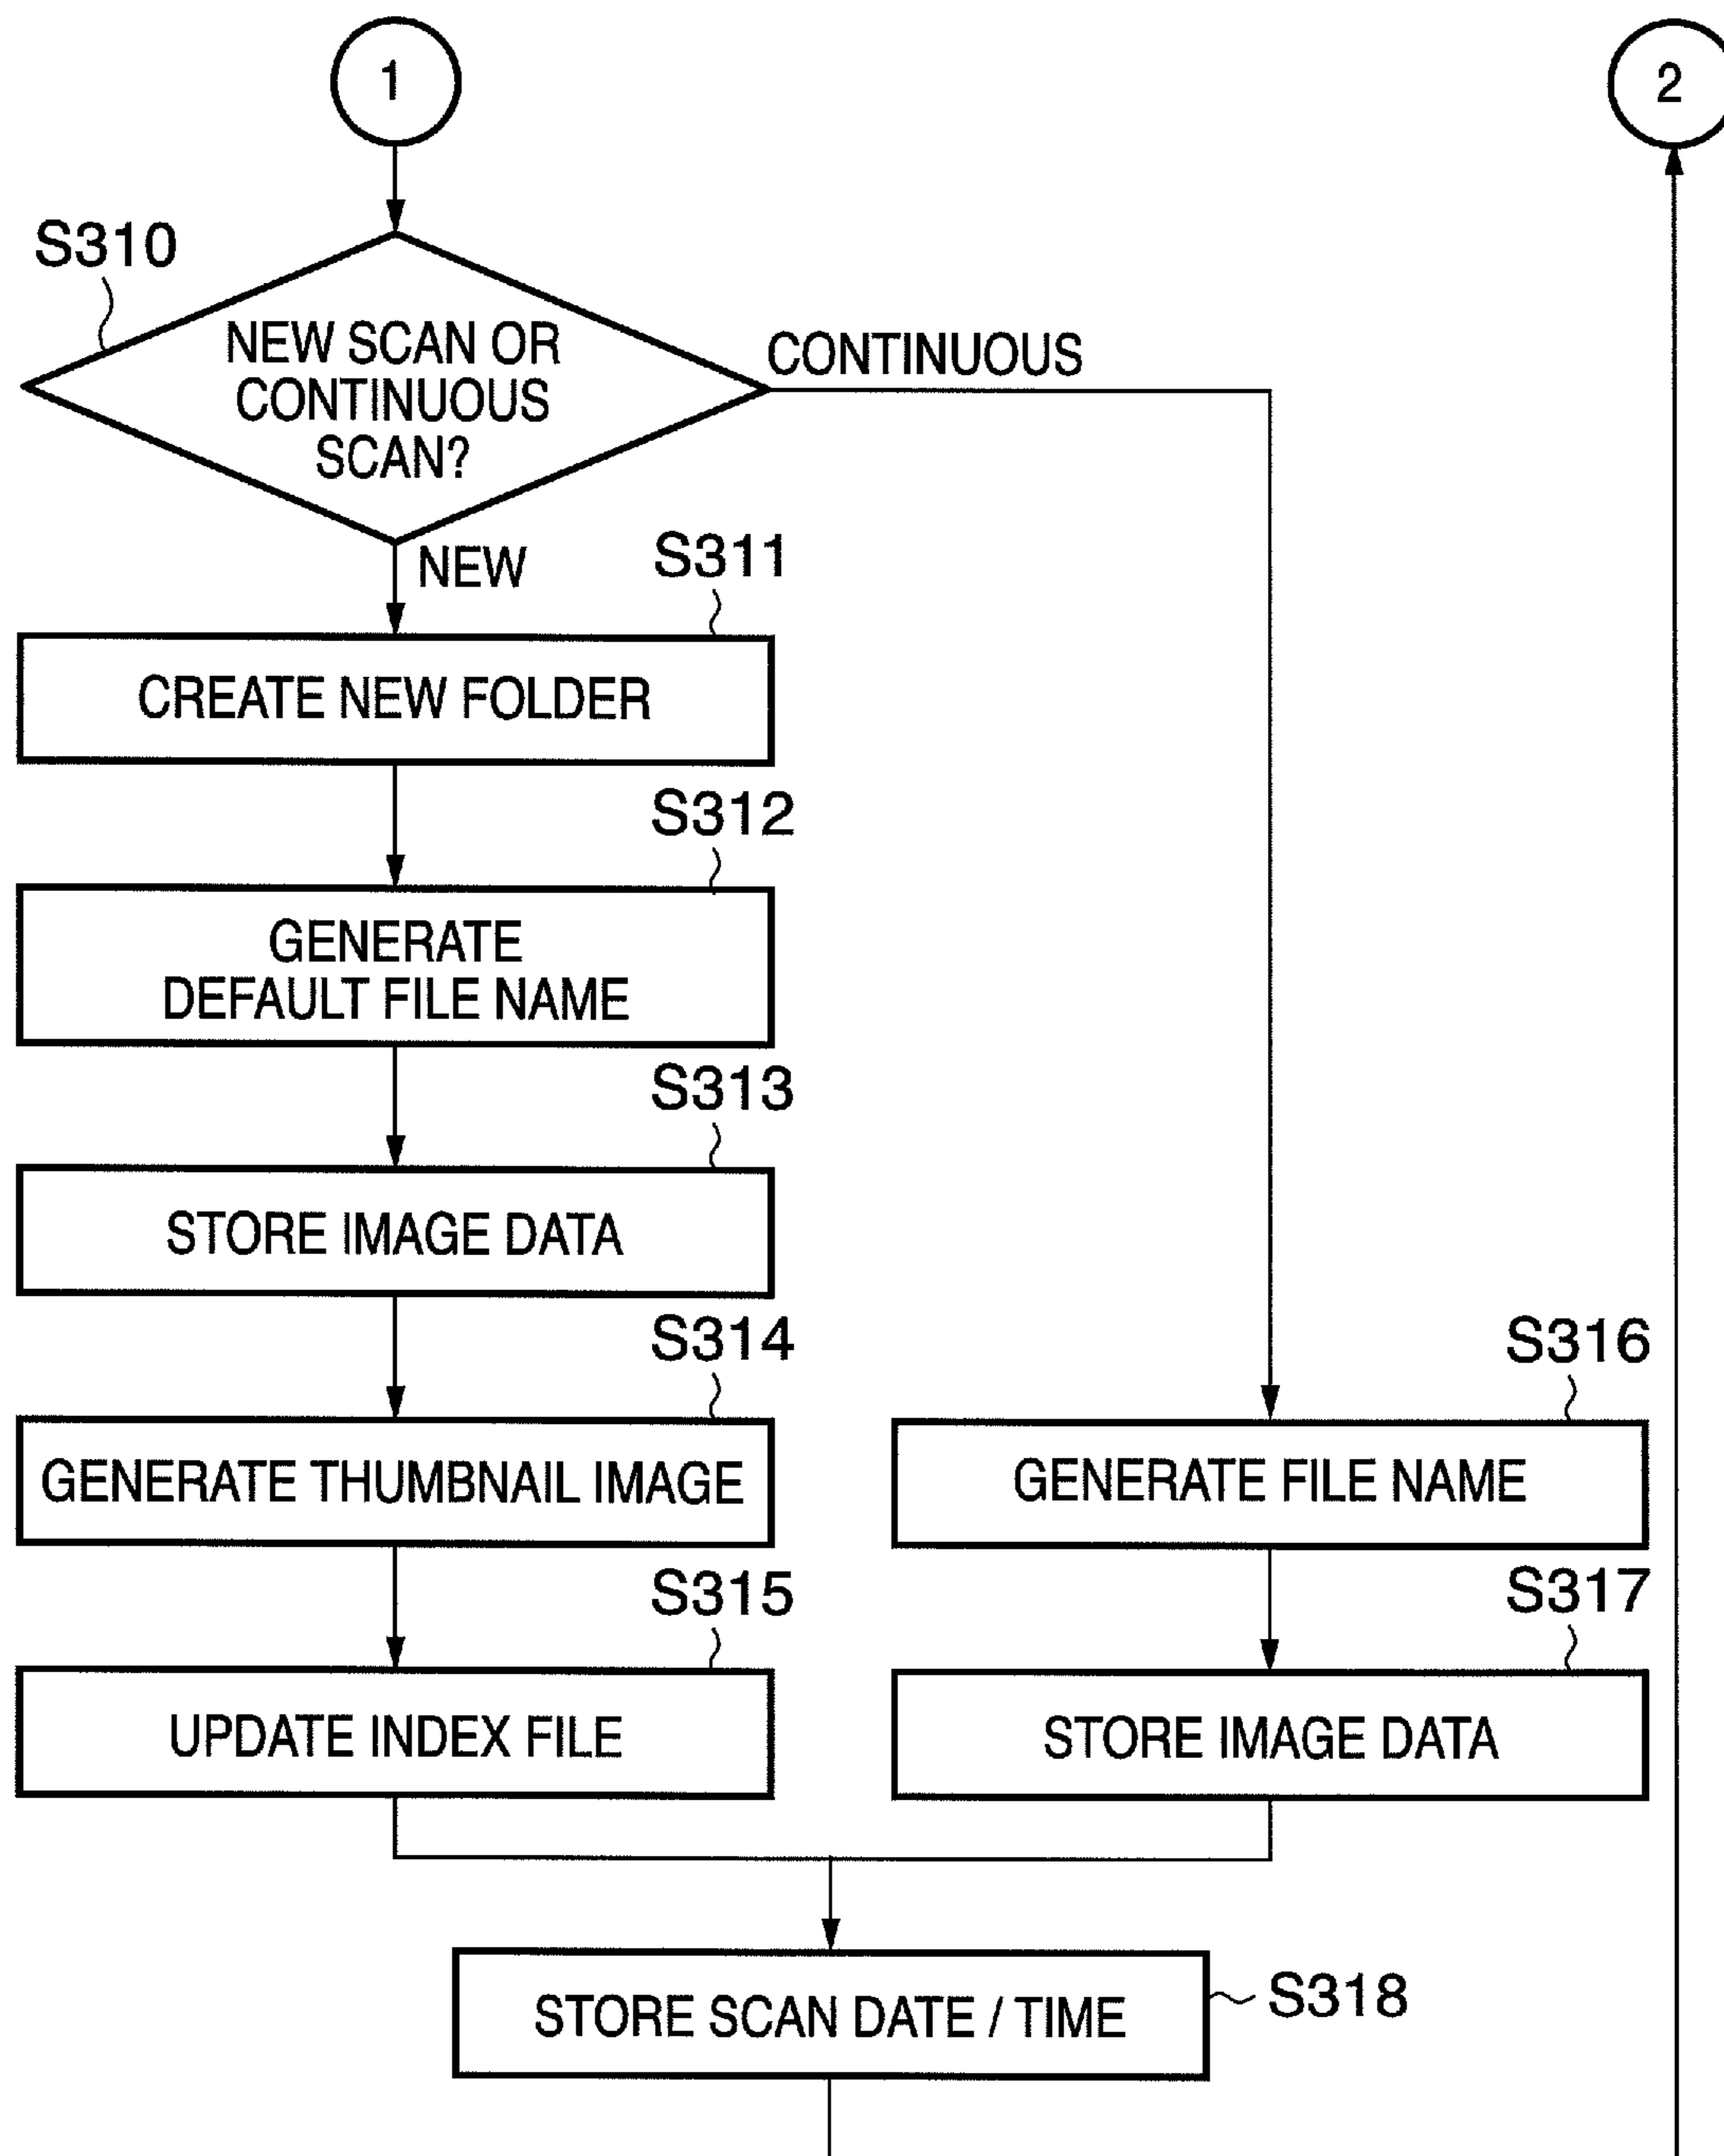 1
2
S310
NEW SCAN OR
CONTINUOUS
SCAN?
CONTINUOUS
NEW
S311
CREATE NEW FOLDER
S312
GENERATE
DEFAULT FILE NAME
S313
STORE IMAGE DATA
S314
GENERATE THUMBNAIL IMAGE
S316
GENERATE FILE NAME
S315
UPDATE INDEX FILE
S317
STORE IMAGE DATA
STORE SCAN DATE / TIME
S318